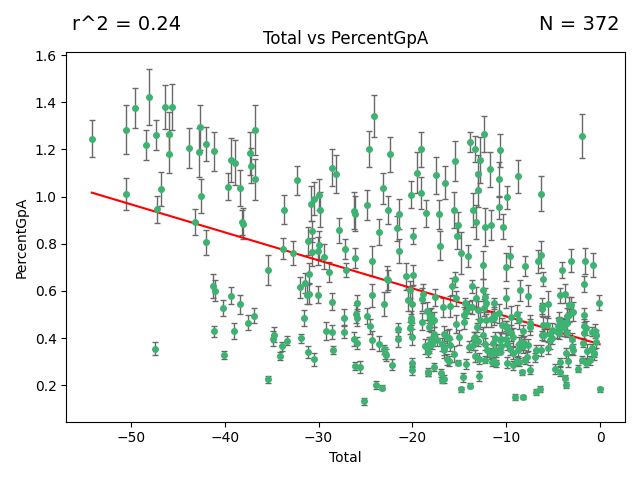 r^2 = 0.24
N = 372
Total vs PercentGpA
PercentGpA
1.6
1.4
1.2
1.0
0.8
0.6
0.4
0.2
−50
−40
−30
−20
−10
0
Total